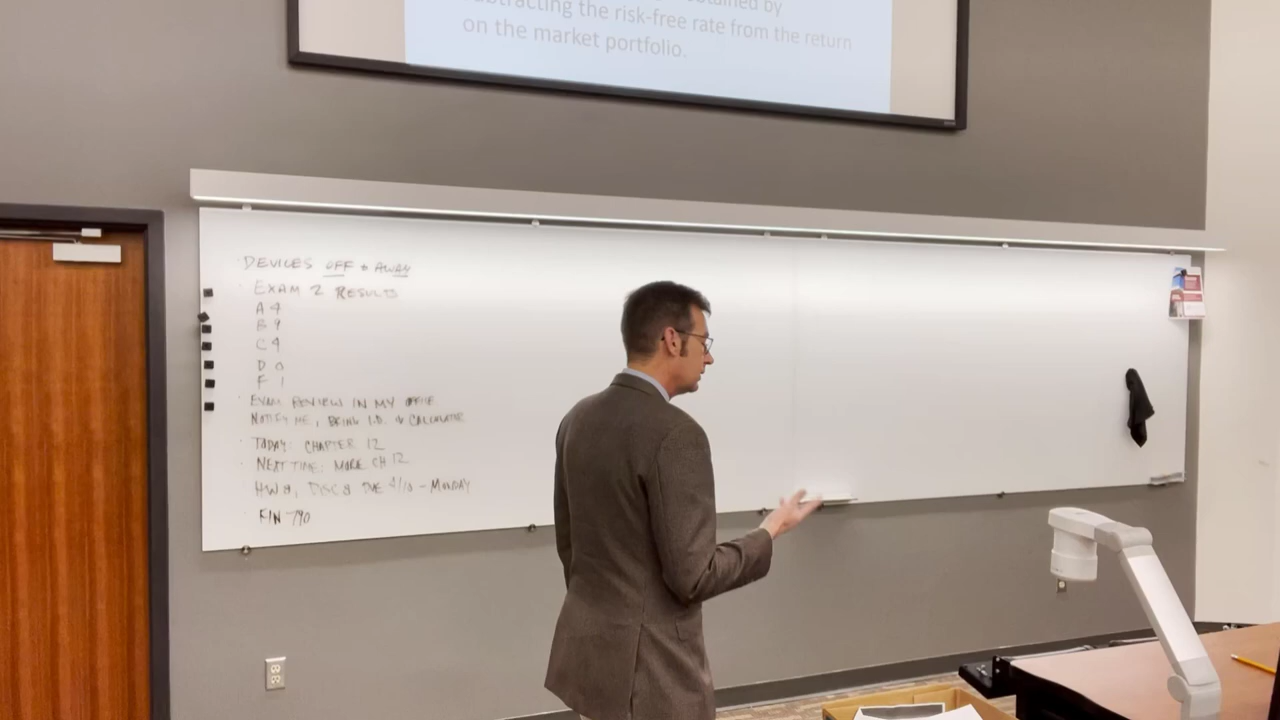 obtained by
subtracting the risk-free rate from the return
on the market portfolio.
DEVICES OFF & AWAY
EXAM 2 RESULTS
A 4
B 9
C 4
D 0
F 1
EXAM REVIEW IN MY OFFICE
NOTIFY ME, BRING I.D. & CALCULATOR
TODAY: CHAPTER 12
NEXT TIME: MORE CH 12
HW 8, DISC 8 DUE 4/10 - MONDAY
FIN 790